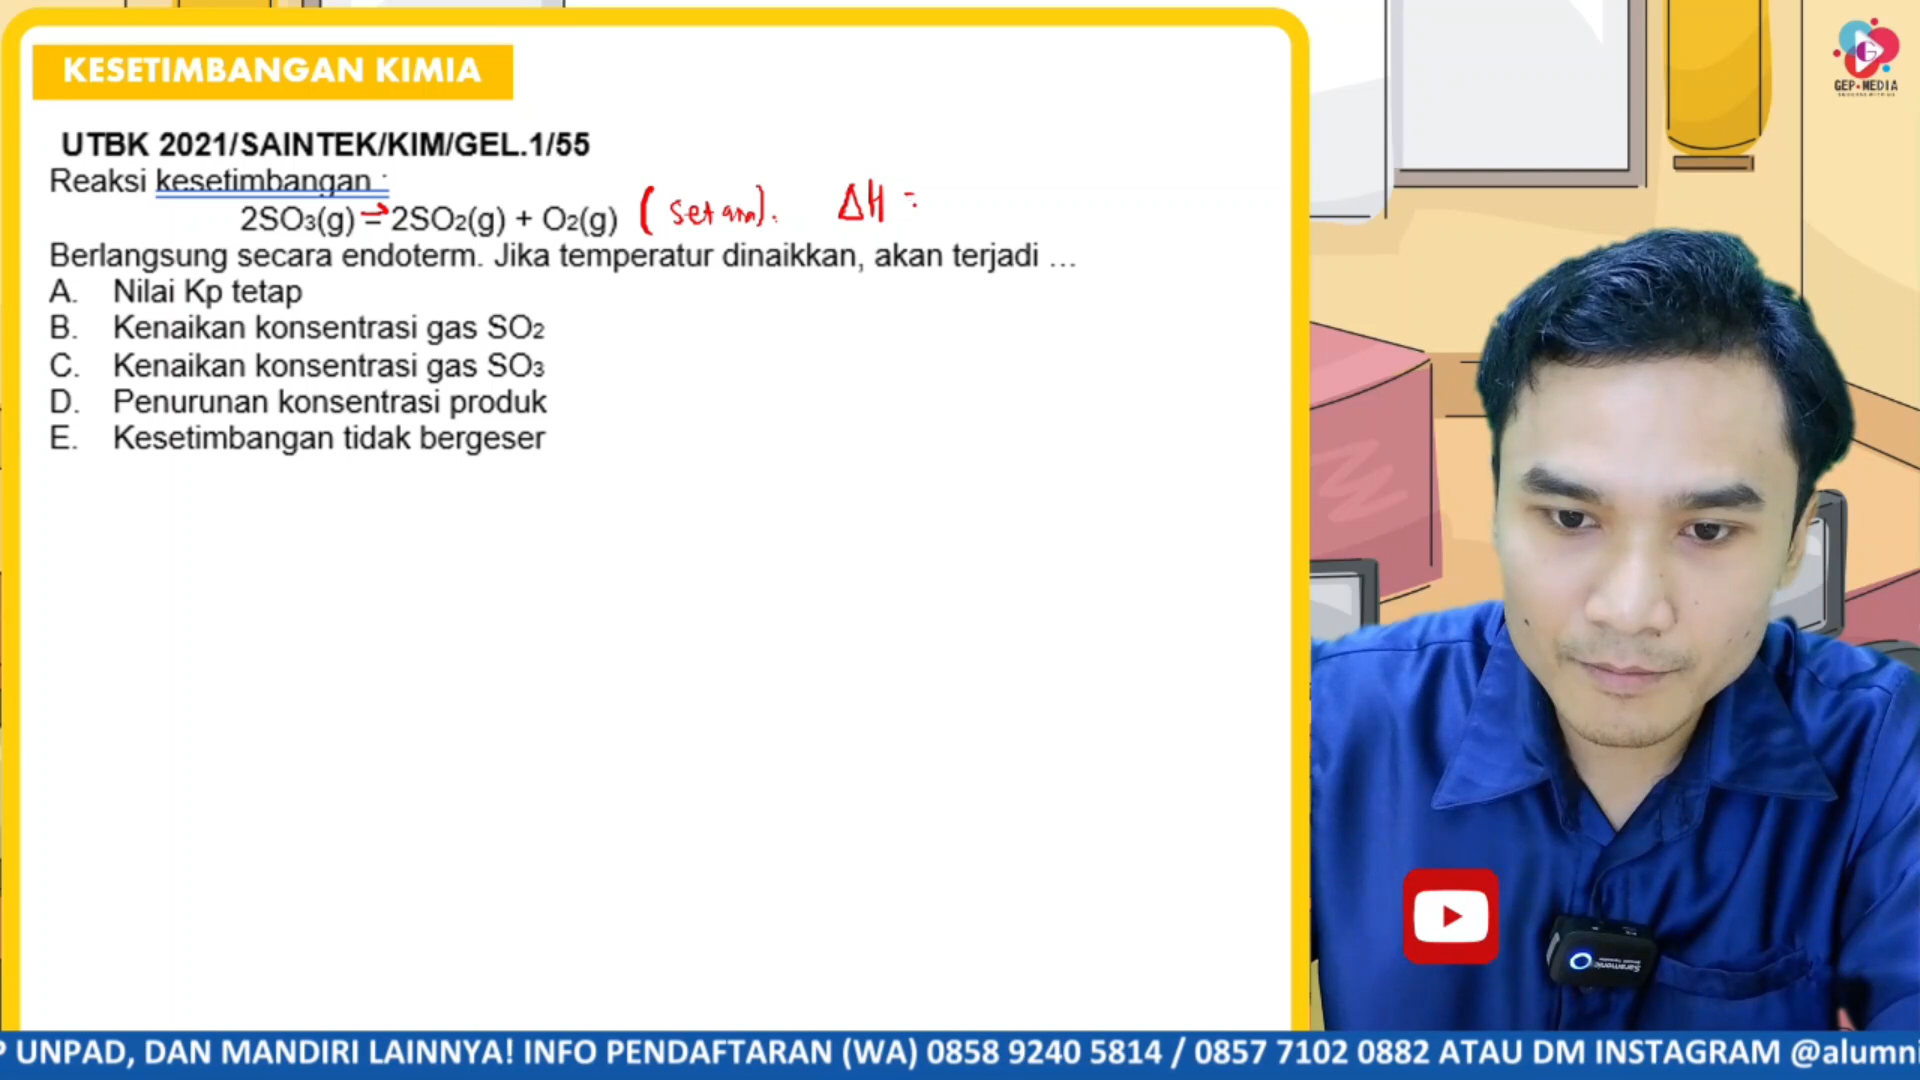 KESETIMBANGAN KIMIA
UTBK 2021/SAINTEK/KIM/GEL.1/55
Reaksi kesetimbangan :
2SO3(g) = 2SO2(g) + O2(g) ( setara). ΔH =
Berlangsung secara endoterm. Jika temperatur dinaikkan, akan terjadi ...
A. Nilai Kp tetap
B. Kenaikan konsentrasi gas SO2
C. Kenaikan konsentrasi gas SO3
D. Penurunan konsentrasi produk
E. Kesetimbangan tidak bergeser
GEP MEDIA
Saramonic
P UNPAD, DAN MANDIRI LAINNYA! INFO PENDAFTARAN (WA) 0858 9240 5814 / 0857 7102 0882 ATAU DM INSTAGRAM @alumni